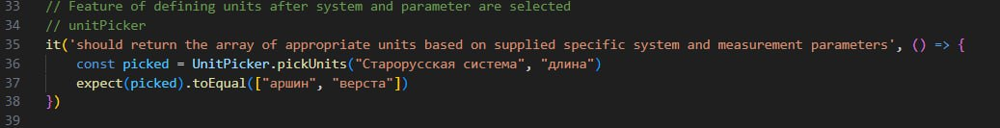 33 // Feature of defining units after system and parameter are selected
34 // unitPicker
35 it('should return the array of appropriate units based on supplied specific system and measurement parameters', () => {
36 const picked = UnitPicker.pickUnits("Старорусская система", "длина")
37 expect(picked).toEqual(["аршин", "верста"])
38 })
39